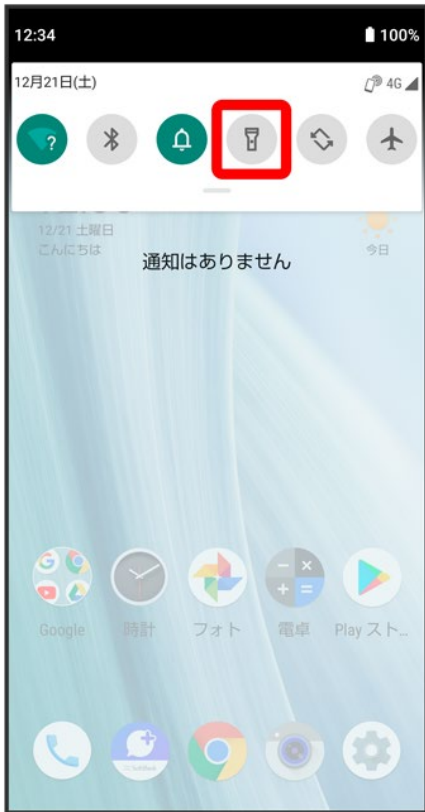 12:34
100%
12月21日(土)
4G
?
12/21 土曜日
こんにちは
今日
通知はありません
Google
時計
フォト
電卓
Play スト...